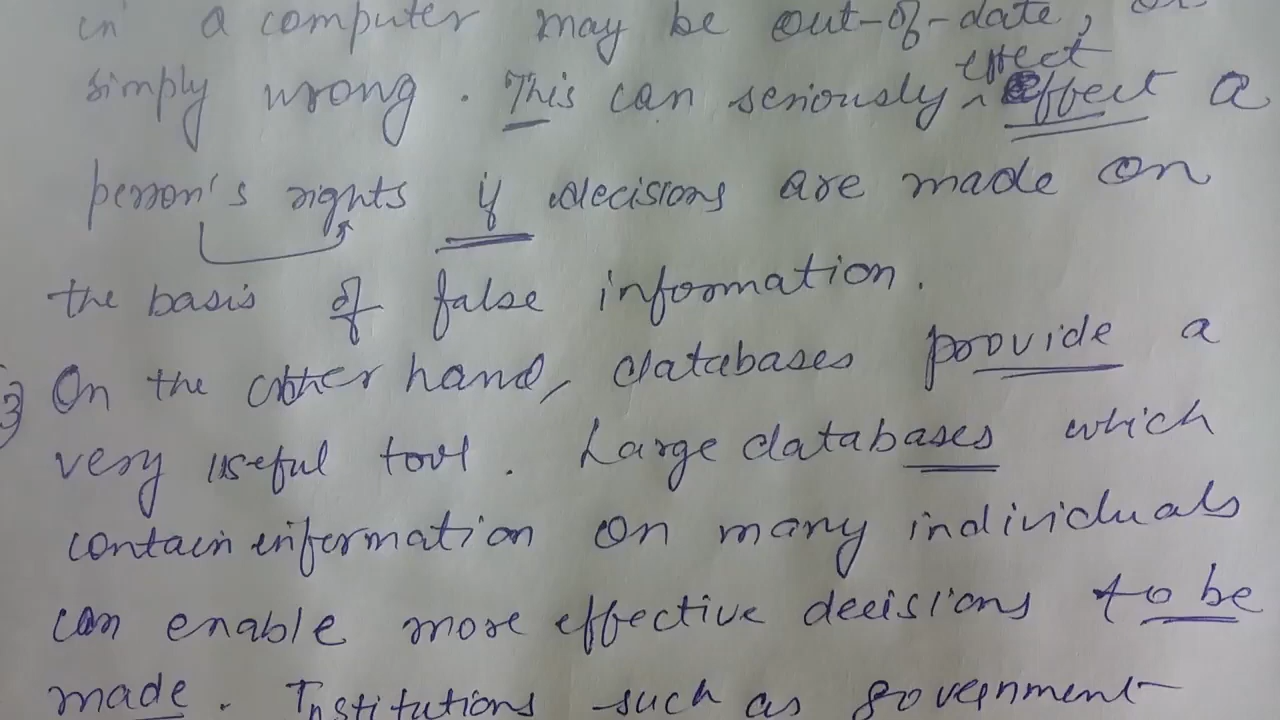 in a computer may be out-of-date, or
simply wrong. This can seriously effect effect a
person's rights if decisions are made on
the basis of false information.
3) On the other hand, databases provide a
very useful tool. Large databases which
contain information on many individuals
can enable more effective decisions to be
made. Institutions such as government